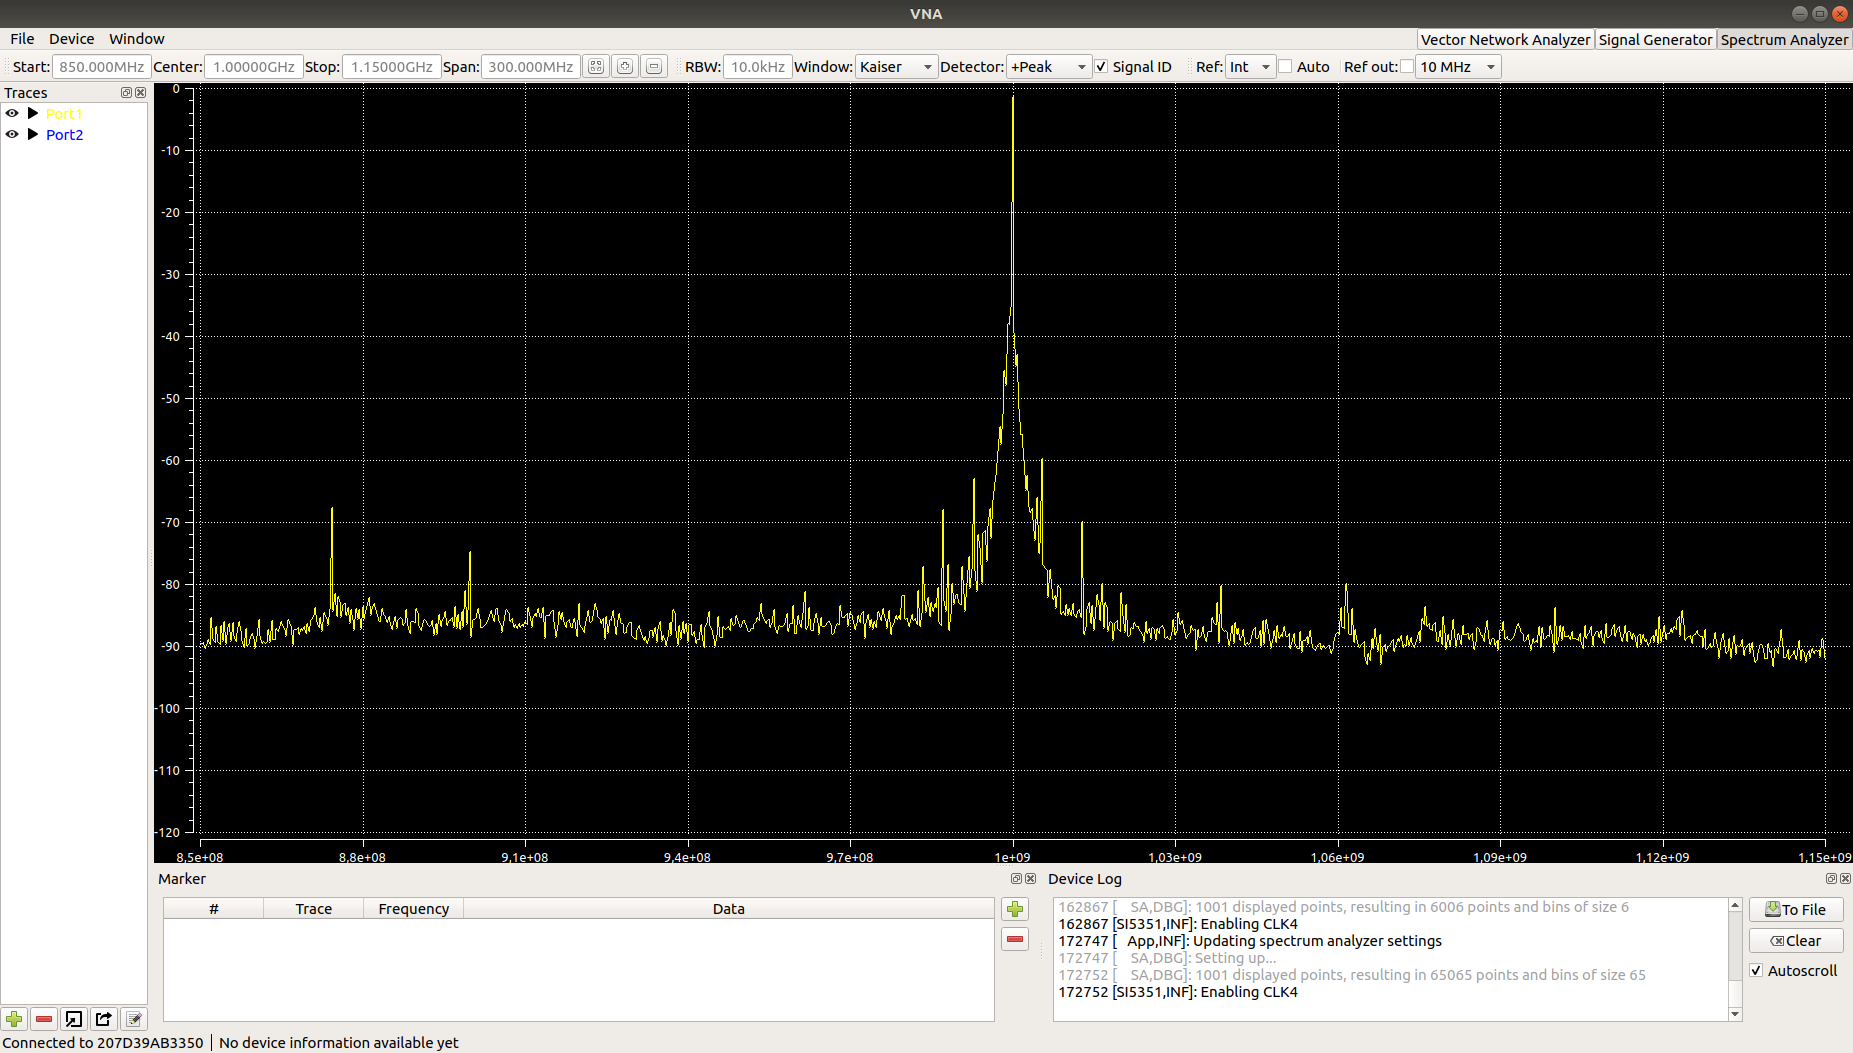 VNA
File Device Window Vector Network Analyzer Signal Generator Spectrum Analyzer
Start: 850.000MHz Center: 1.00000GHz Stop: 1.15000GHz Span: 300.000MHz RBW: 10.0kHz Window: Kaiser Detector: +Peak Signal ID Ref: Int Auto Ref out: 10 MHz
Traces
Port1
Port2
0
-10
-20
-30
-40
-50
-60
-70
-80
-90
-100
-110
-120
8,5e+08 8,8e+08 9,1e+08 9,4e+08 9,7e+08 1e+09 1,03e+09 1,06e+09 1,09e+09 1,12e+09 1,15e+09
Marker
# Trace Frequency Data
Device Log
162867 [ SA,DBG]: 1001 displayed points, resulting in 6006 points and bins of size 6
162867 [SI5351,INF]: Enabling CLK4
172747 [ App,INF]: Updating spectrum analyzer settings
172747 [ SA,DBG]: Setting up...
172752 [ SA,DBG]: 1001 displayed points, resulting in 65065 points and bins of size 65
172752 [SI5351,INF]: Enabling CLK4
To File
Clear
Autoscroll
Connected to 207D39AB3350 No device information available yet